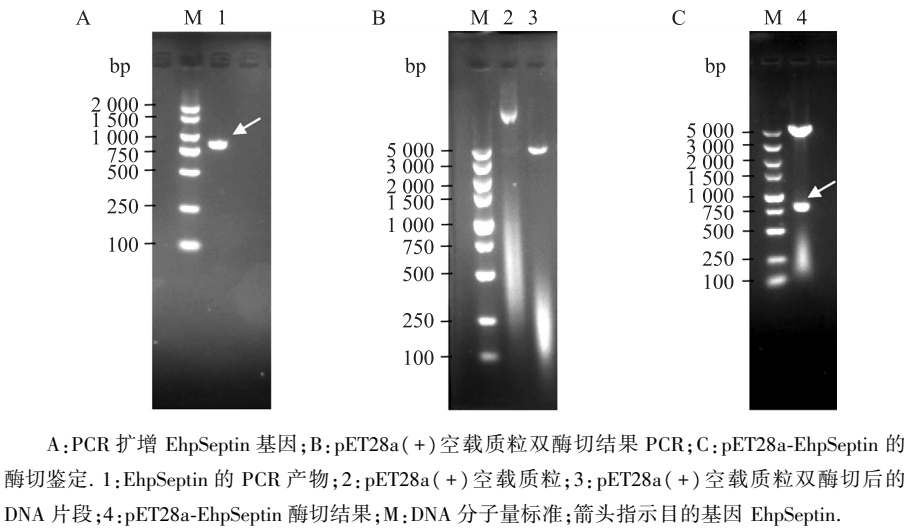 A M 1
bp
2 000
1 500
1 000
750
500
250
100
B M 2 3
bp
5 000
3 000
2 000
1 500
1 000
750
500
250
100
C M 4
bp
5 000
3 000
2 000
1 500
1 000
750
500
250
100
A:PCR 扩增 EhpSeptin 基因;B:pET28a(+)空载质粒双酶切结果 PCR;C:pET28a-EhpSeptin 的
酶切鉴定. 1:EhpSeptin 的 PCR 产物;2:pET28a(+)空载质粒;3:pET28a(+)空载质粒双酶切后的
DNA 片段;4:pET28a-EhpSeptin 酶切结果;M:DNA 分子量标准;箭头指示目的基因 EhpSeptin.